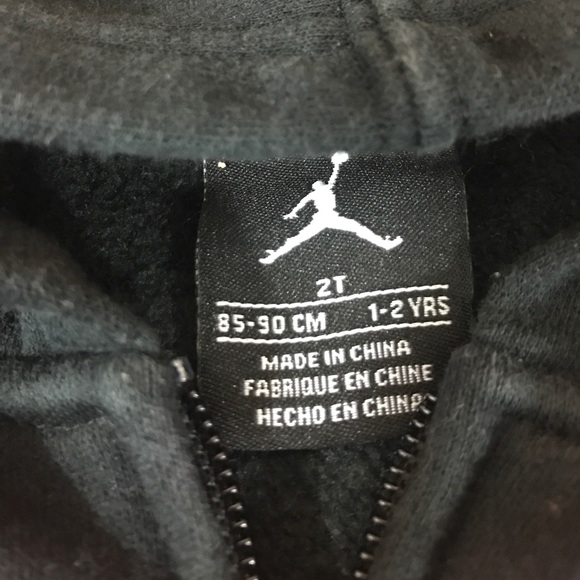 2T
85-90 CM 1-2 YRS
MADE IN CHINA
FABRIQUE EN CHINE
HECHO EN CHINA